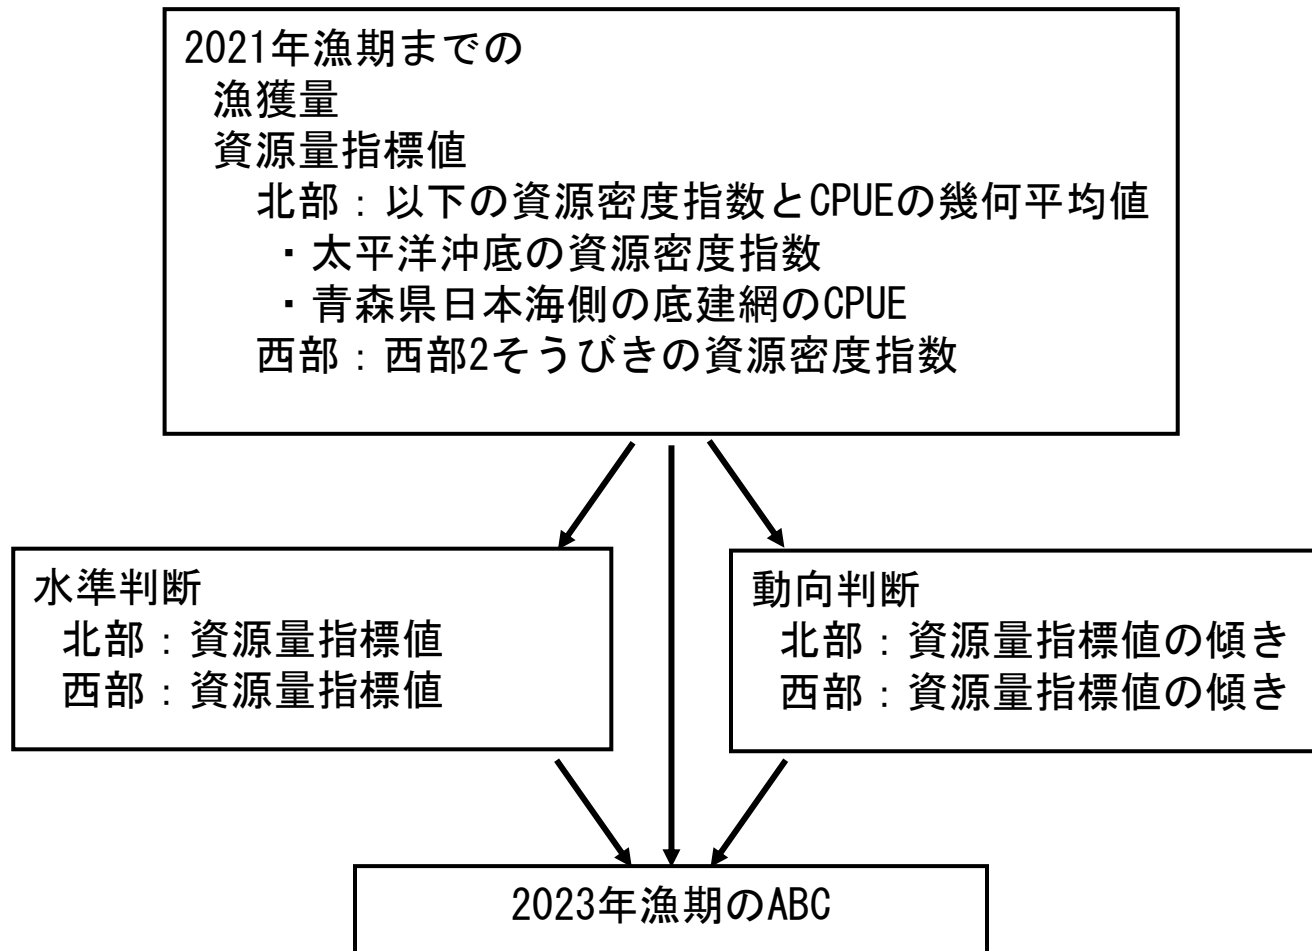 2021年漁期までの
漁獲量
資源量指標値
北部：以下の資源密度指数とCPUEの幾何平均値
・太平洋沖底の資源密度指数
・青森県日本海側の底建網のCPUE
西部：西部2そうびきの資源密度指数
水準判断
北部：資源量指標値
西部：資源量指標値
動向判断
北部：資源量指標値の傾き
西部：資源量指標値の傾き
2023年漁期のABC